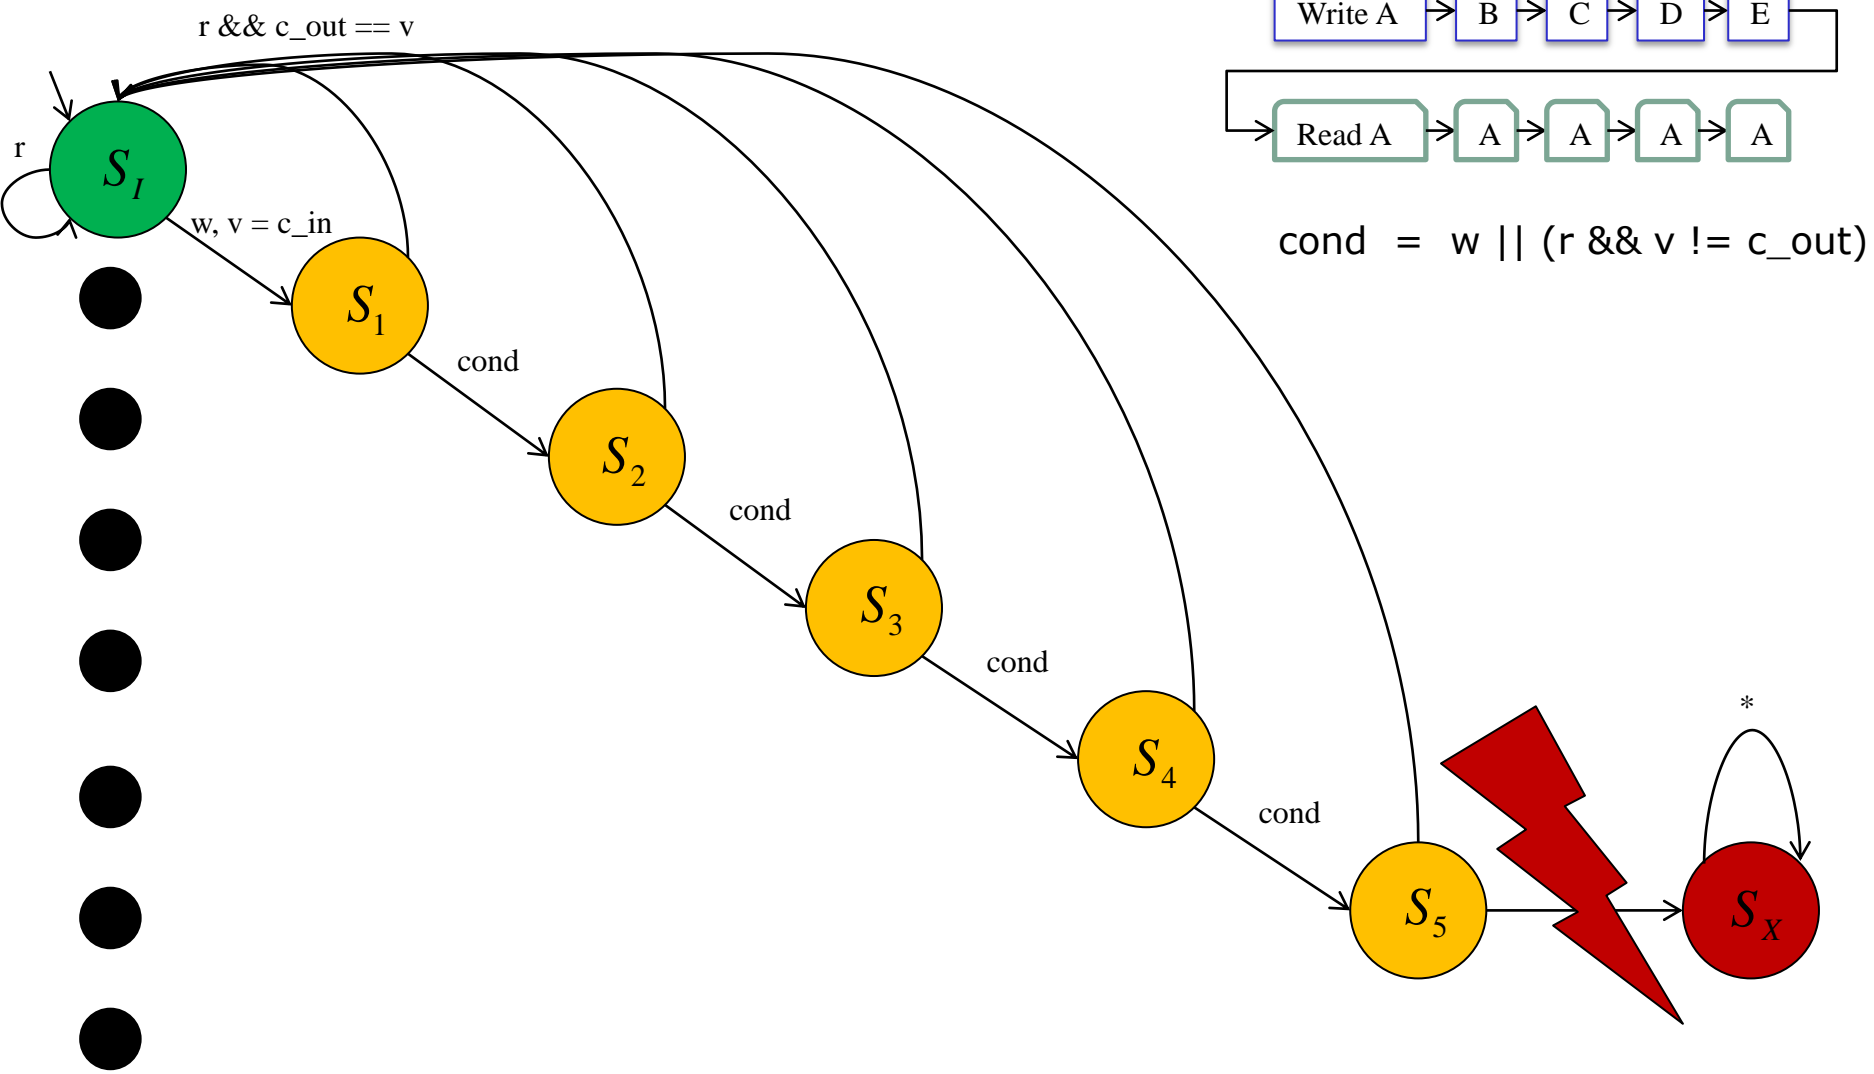 r && c_out == v
Write A B C D E
Read A A A A A
r
S_I
w, v = c_in
cond = w || (r && v != c_out)
S_1
cond
S_2
cond
S_3
cond
S_4
cond
S_5
*
S_X